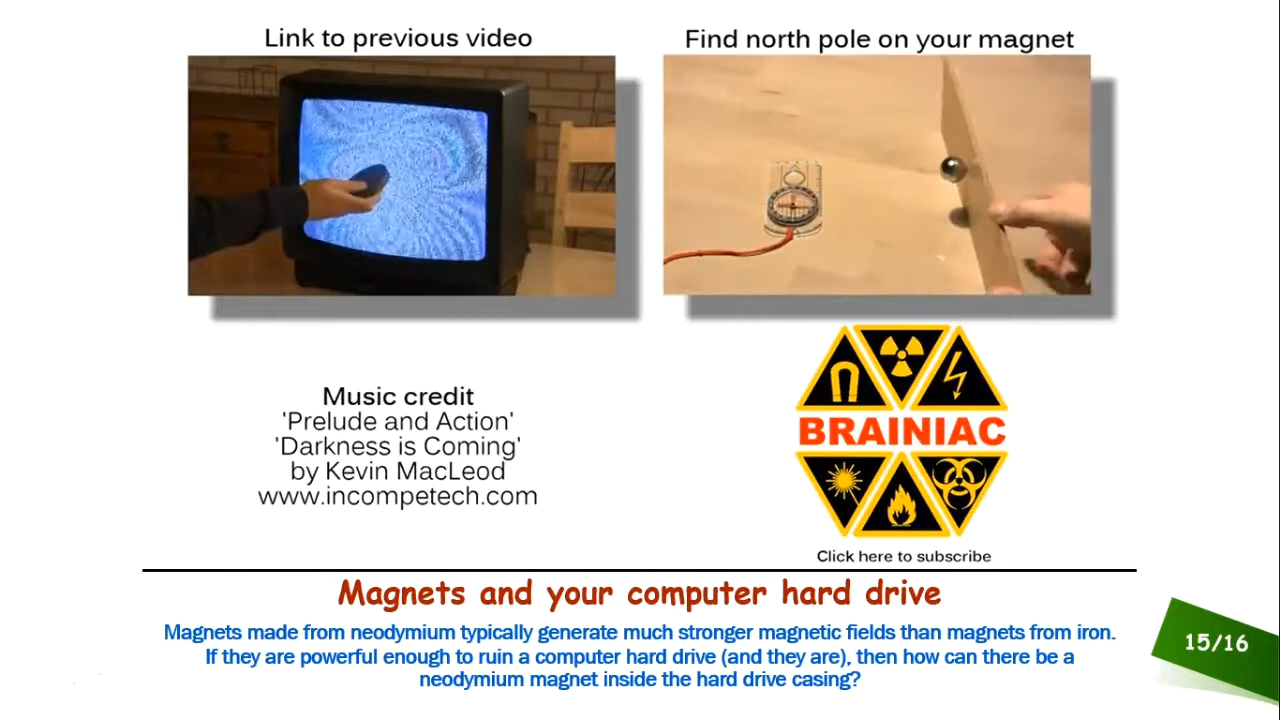 Link to previous video
Find north pole on your magnet
Music credit
'Prelude and Action'
'Darkness is Coming'
by Kevin MacLeod
www.incompetech.com
BRAINIAC
Click here to subscribe
Magnets and your computer hard drive
Magnets made from neodymium typically generate much stronger magnetic fields than magnets from iron.
If they are powerful enough to ruin a computer hard drive (and they are), then how can there be a
neodymium magnet inside the hard drive casing?
15/16